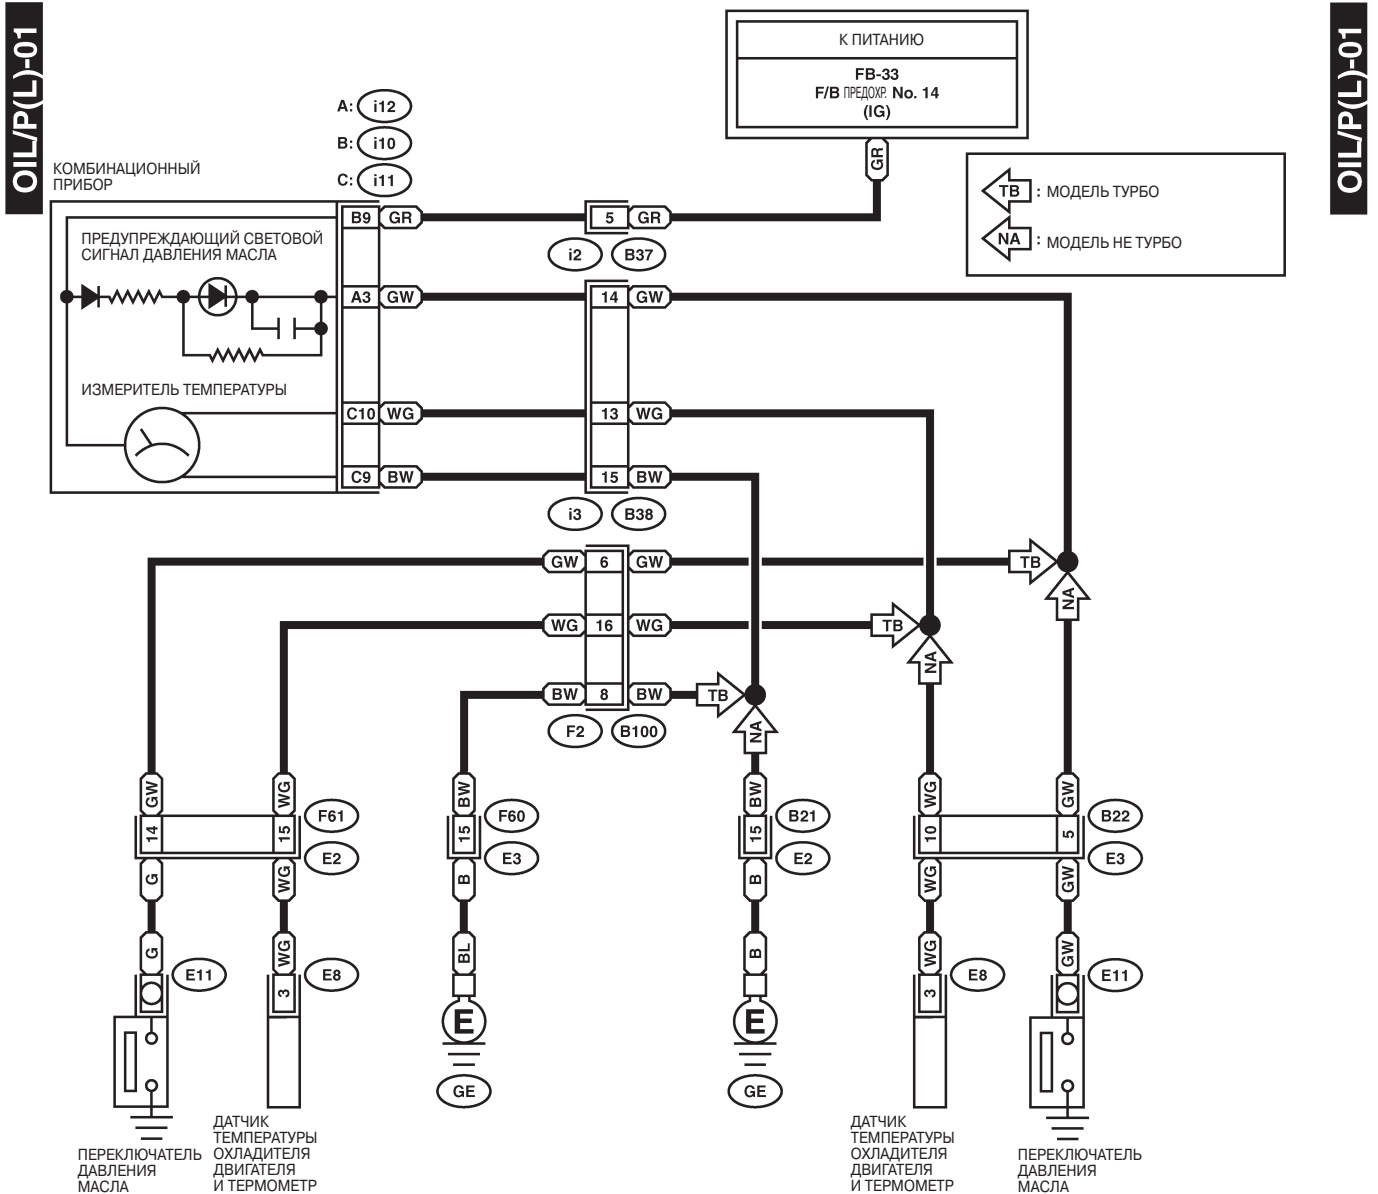 OIL/P(L)-01
OIL/P(L)-01
К ПИТАНИЮ
FB-33
F/B ПРЕДОХР. No. 14
(IG)
GR
A: i12
B: i10
C: i11
TB : МОДЕЛЬ ТУРБО
NA : МОДЕЛЬ НЕ ТУРБО
КОМБИНАЦИОННЫЙ
ПРИБОР
B9 GR 5 GR
i2 B37
ПРЕДУПРЕЖДАЮЩИЙ СВЕТОВОЙ
СИГНАЛ ДАВЛЕНИЯ МАСЛА
A3 GW 14 GW
ИЗМЕРИТЕЛЬ ТЕМПЕРАТУРЫ
C10 WG 13 WG
C9 BW 15 BW
i3 B38
GW 6 GW TB
NA
WG 16 WG TB
NA
BW 8 BW TB
NA
F2 B100
GW WG BW BW WG GW
14 15 F61 15 F60 15 B21 10 5 B22
E2 E3 E2 E3
G WG B B WG GW
G WG BL B WG GW
E11 3 E8 3 E8 E11
E E
GE GE
ПЕРЕКЛЮЧАТЕЛЬ
ДАВЛЕНИЯ
МАСЛА
ДАТЧИК
ТЕМПЕРАТУРЫ
ОХЛАДИТЕЛЯ
ДВИГАТЕЛЯ
И ТЕРМОМЕТР
ДАТЧИК
ТЕМПЕРАТУРЫ
ОХЛАДИТЕЛЯ
ДВИГАТЕЛЯ
И ТЕРМОМЕТР
ПЕРЕКЛЮЧАТЕЛЬ
ДАВЛЕНИЯ
МАСЛА